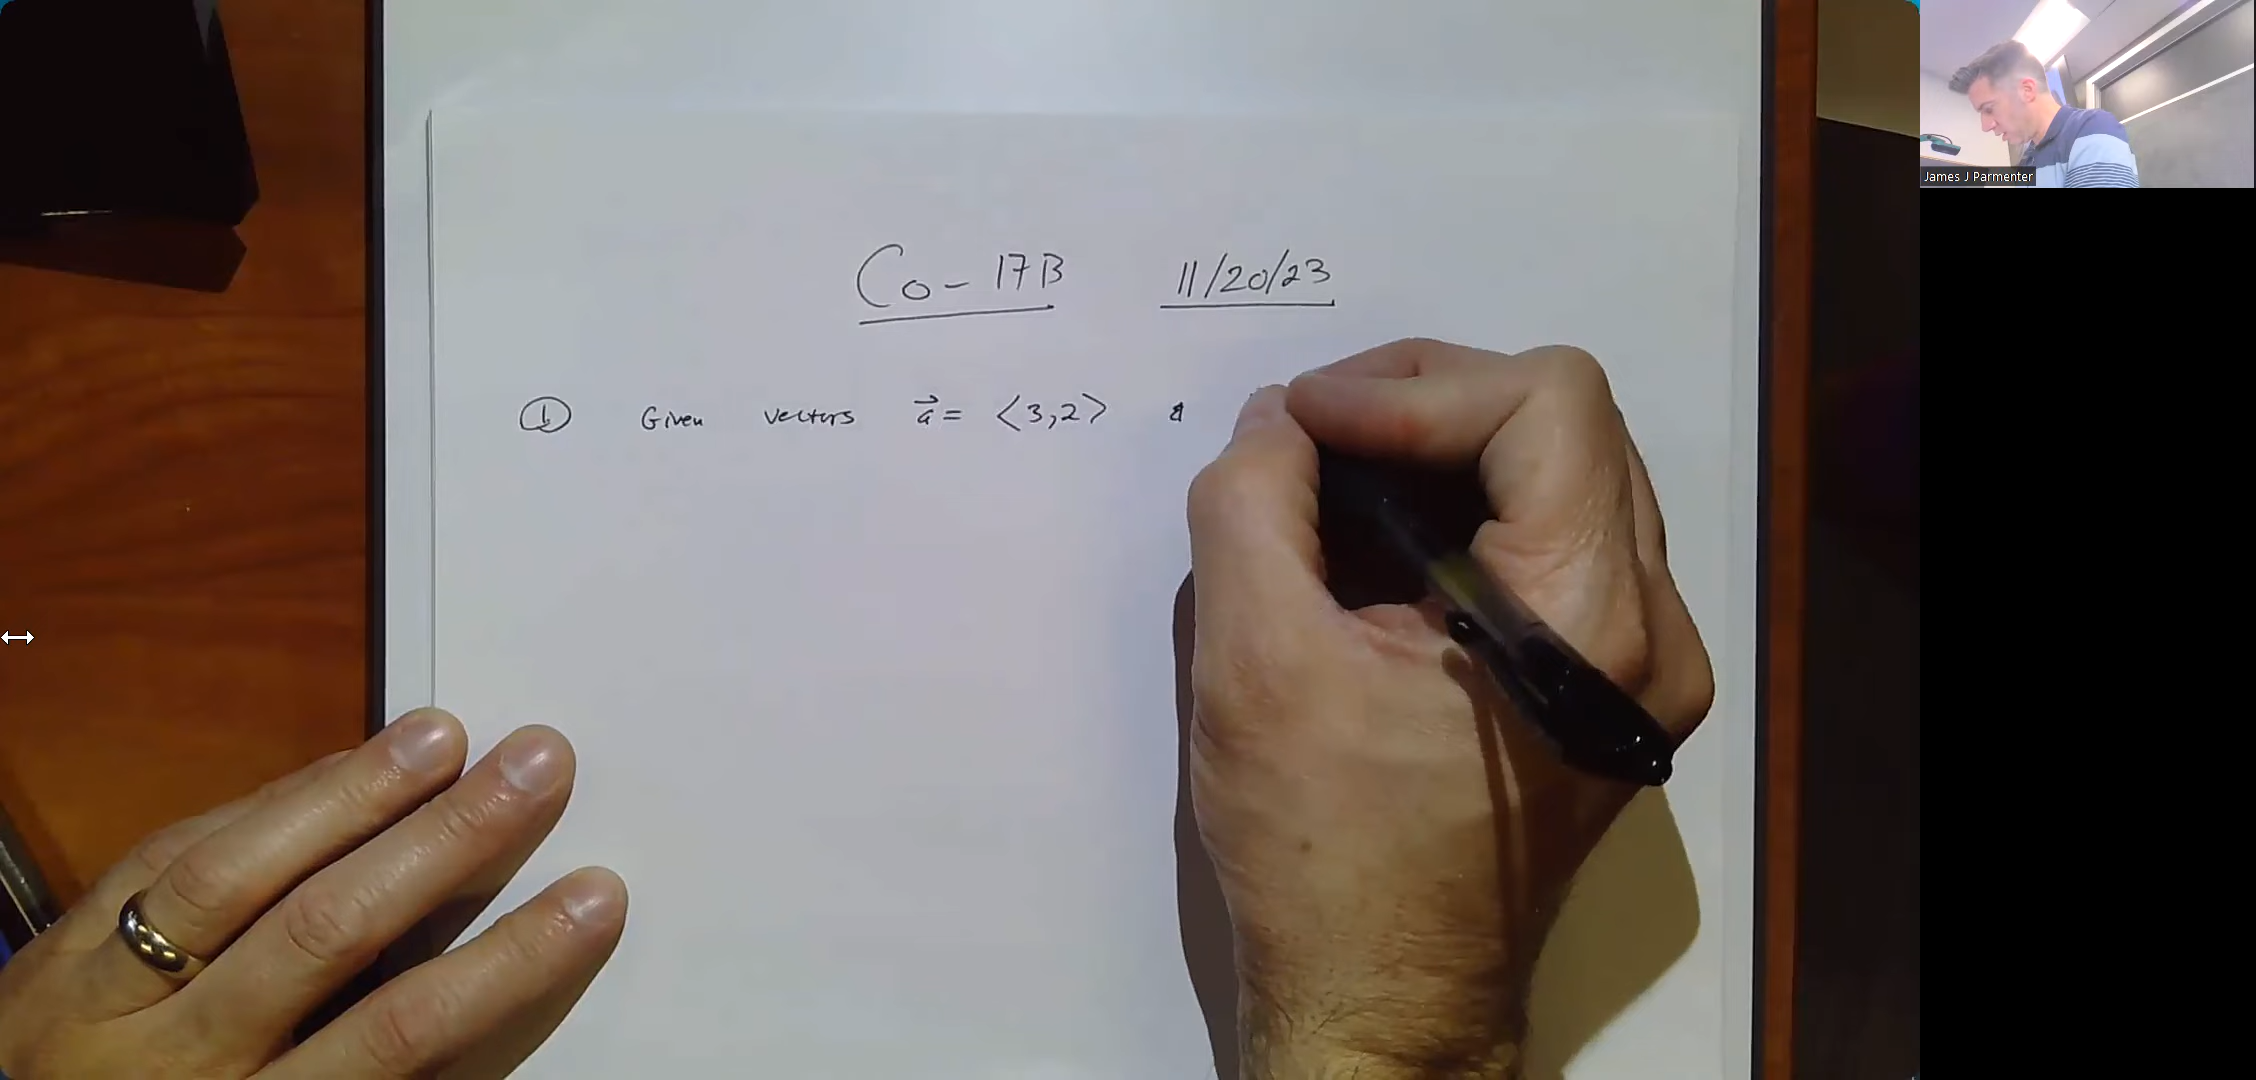 Co-17B 11/20/23
① Given vectors a⃗ = ⟨3,2⟩ &
James J Parmenter